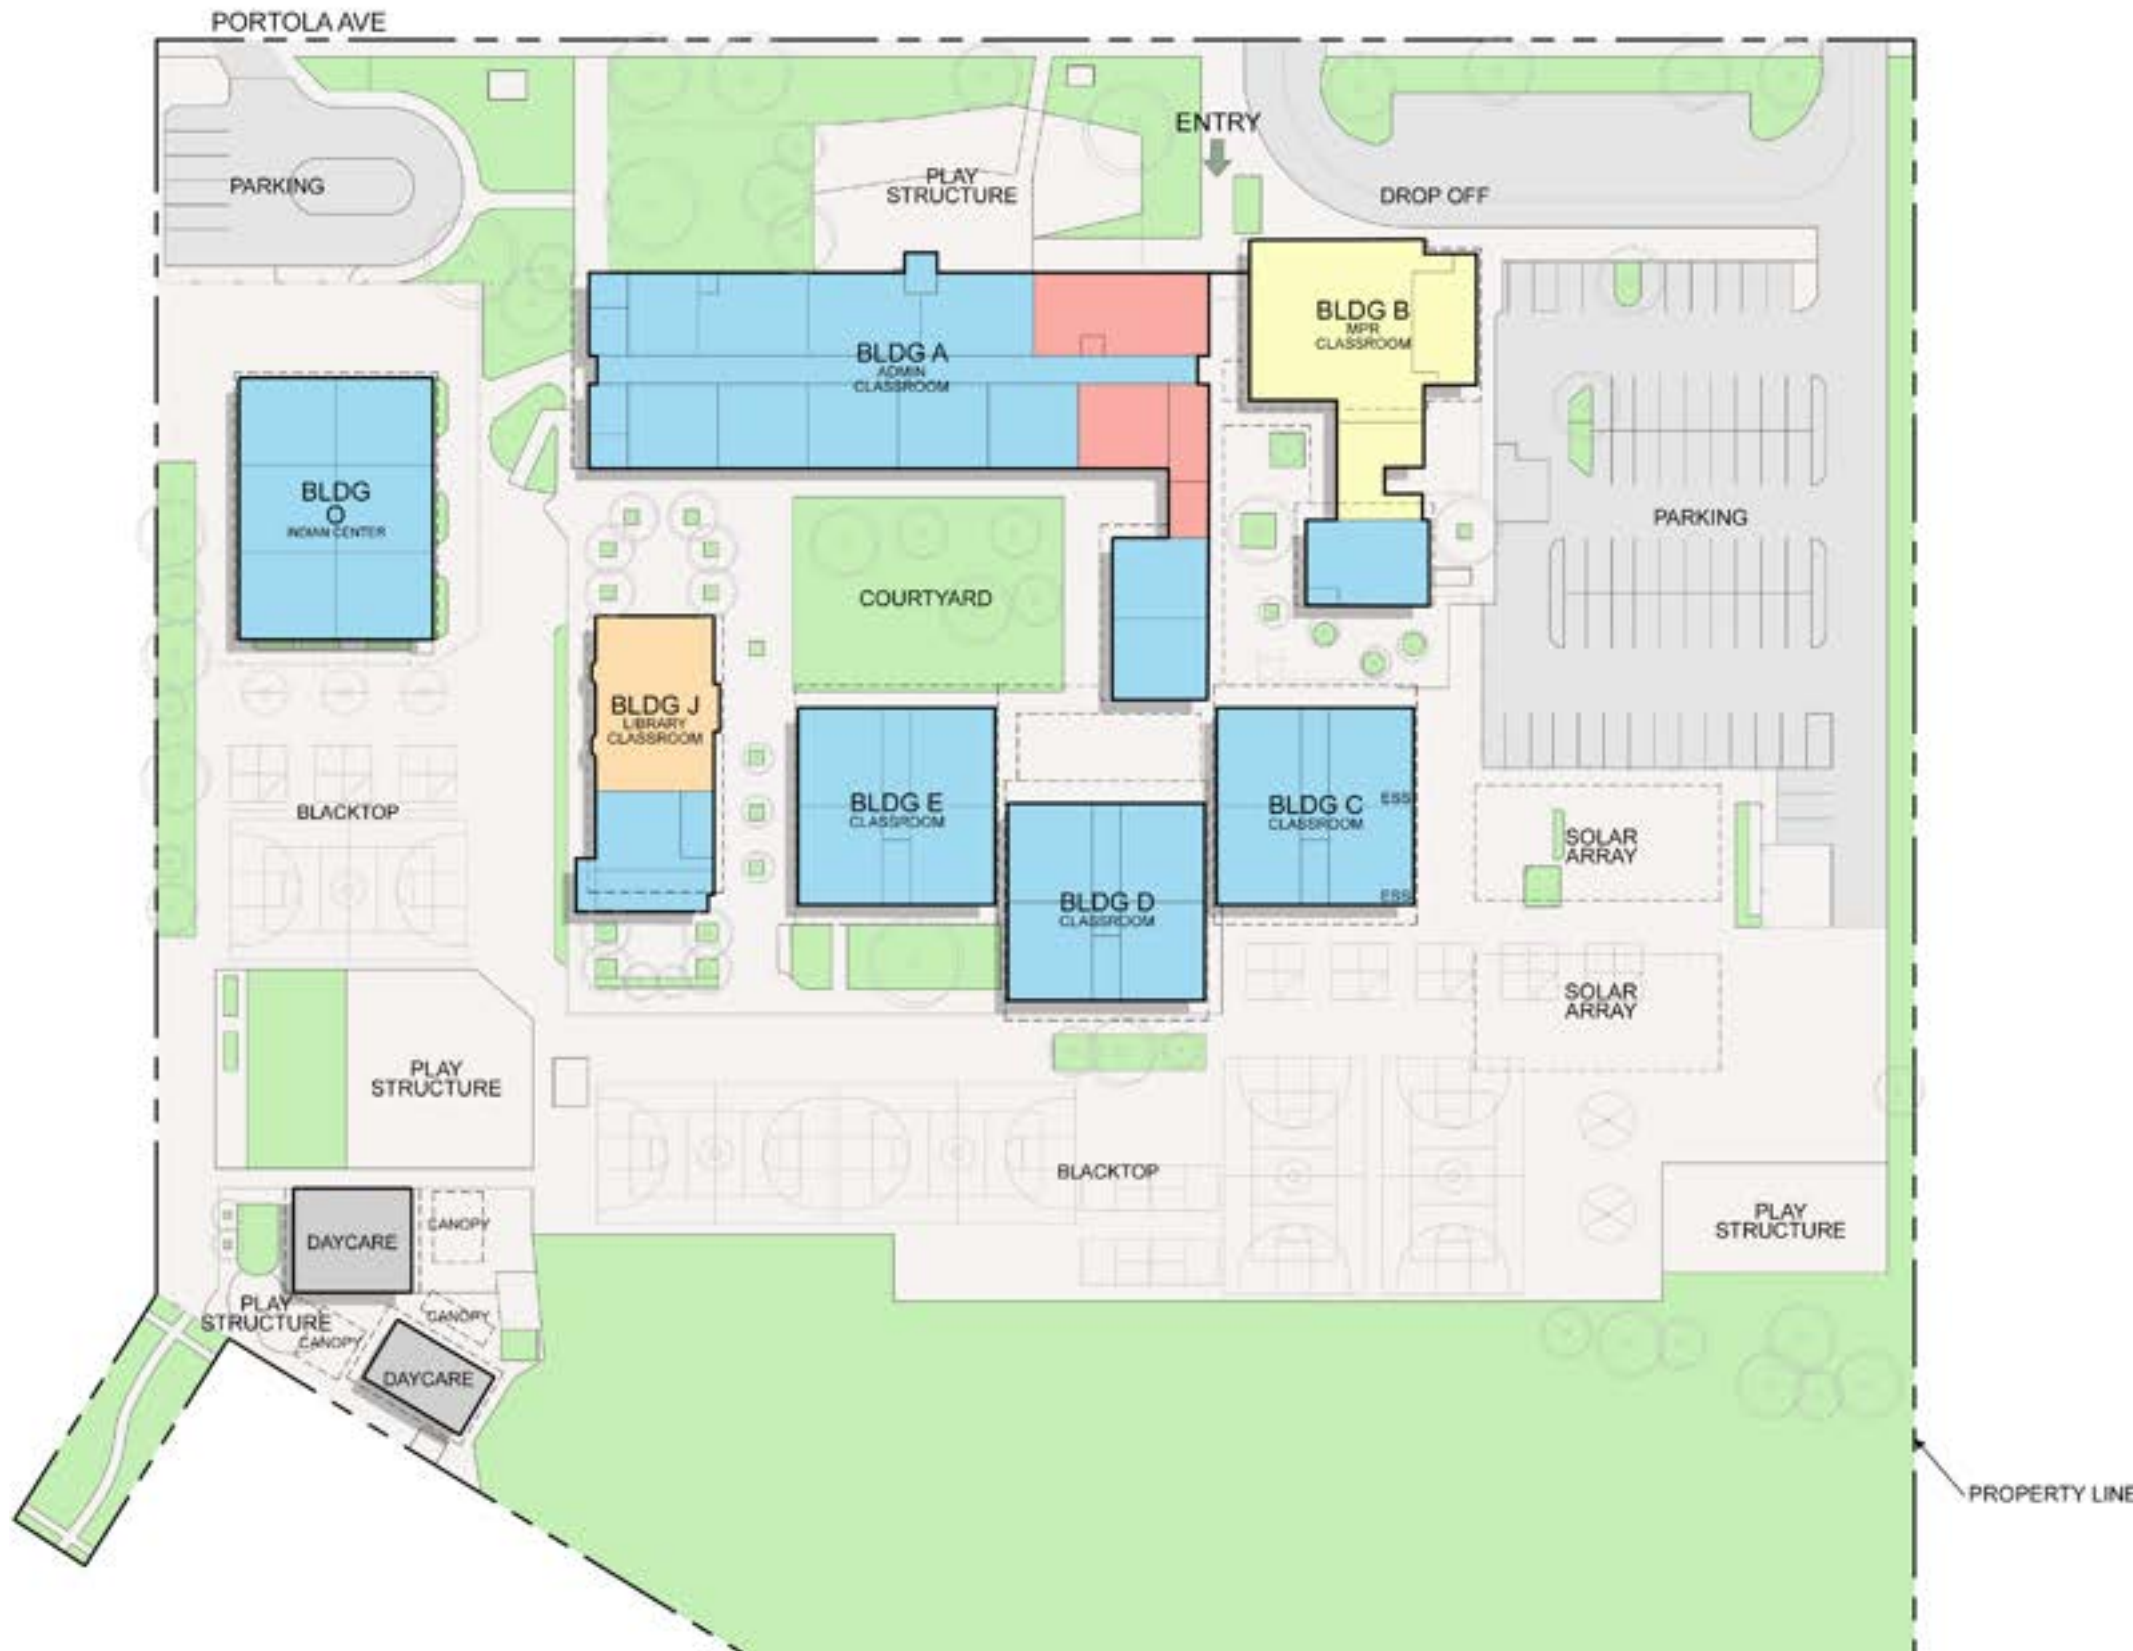 PORTOLA AVE
ENTRY
PARKING
PLAY
STRUCTURE
DROP OFF
BLDG B
MPR
CLASSROOM
BLDG A
ADMIN
CLASSROOM
BLDG
O
INDIAN CENTER
PARKING
COURTYARD
BLDG J
LIBRARY
CLASSROOM
BLDG E
CLASSROOM
BLDG C
CLASSROOM
ESS
ESS
BLACKTOP
SOLAR
ARRAY
BLDG D
CLASSROOM
SOLAR
ARRAY
PLAY
STRUCTURE
BLACKTOP
PLAY
STRUCTURE
DAYCARE
CANOPY
PLAY
STRUCTURE
CANOPY
CANOPY
DAYCARE
PROPERTY LINE